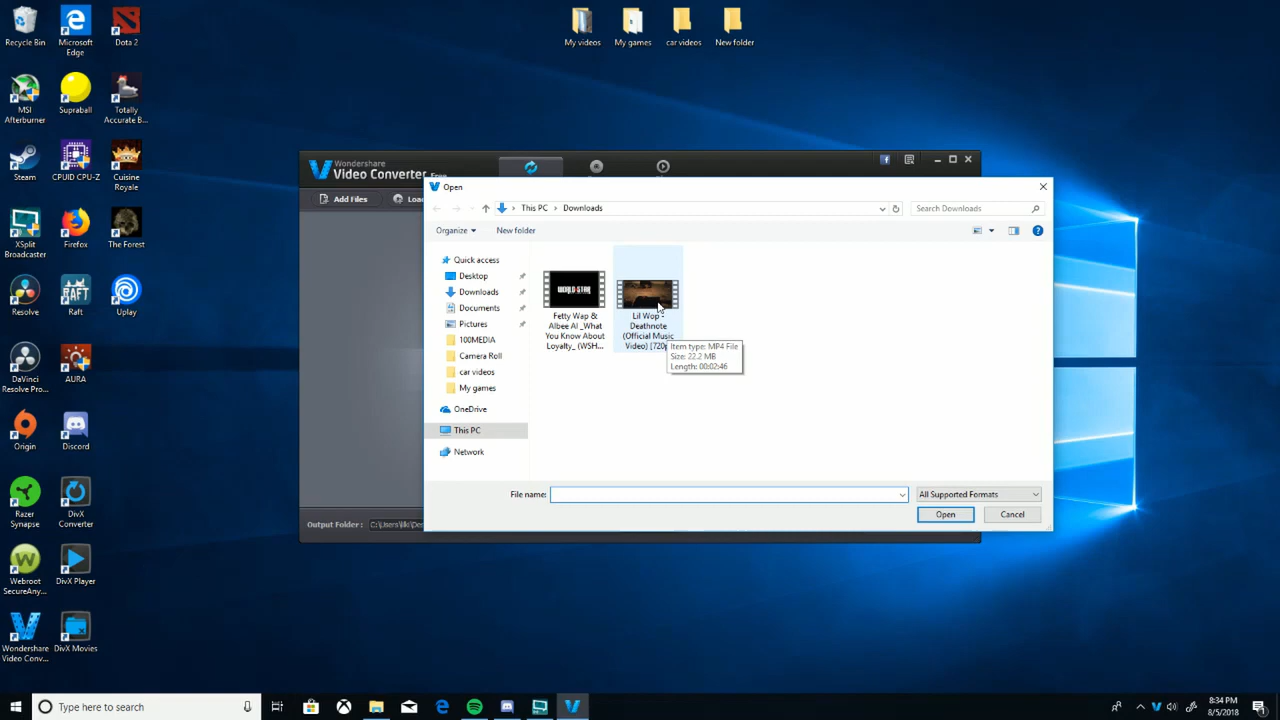 Recycle Bin
Microsoft
Edge
Dota 2
My videos
My games
car videos
New folder
MSI
Afterburner
Supraball
Totally
Accurate B...
Steam
CPUID CPU-Z
Cuisine
Royale
XSplit
Broadcaster
Firefox
The Forest
Resolve
Raft
Uplay
DaVinci
Resolve Pro...
AURA
Origin
Discord
Razer
Synapse
DivX
Converter
Webroot
SecureAny...
DivX Player
Wondershare
Video Conv...
DivX Movies
Wondershare
Video Converter Free
Add Files
Load
Open
This PC > Downloads
Search Downloads
Organize
New folder
Quick access
Desktop
Downloads
Documents
Pictures
100MEDIA
Camera Roll
car videos
My games
OneDrive
This PC
Network
WORLDSTAR
Fetty Wap &
Albee Al _What
You Know About
Loyalty_ (WSH...
Lil Wop -
Deathnote
(Official Music
Video) [720p
Item type: MP4 File
Size: 22.2 MB
Length: 00:02:46
File name:
All Supported Formats
Open
Cancel
Output Folder :
Type here to search
8:34 PM
8/5/2018